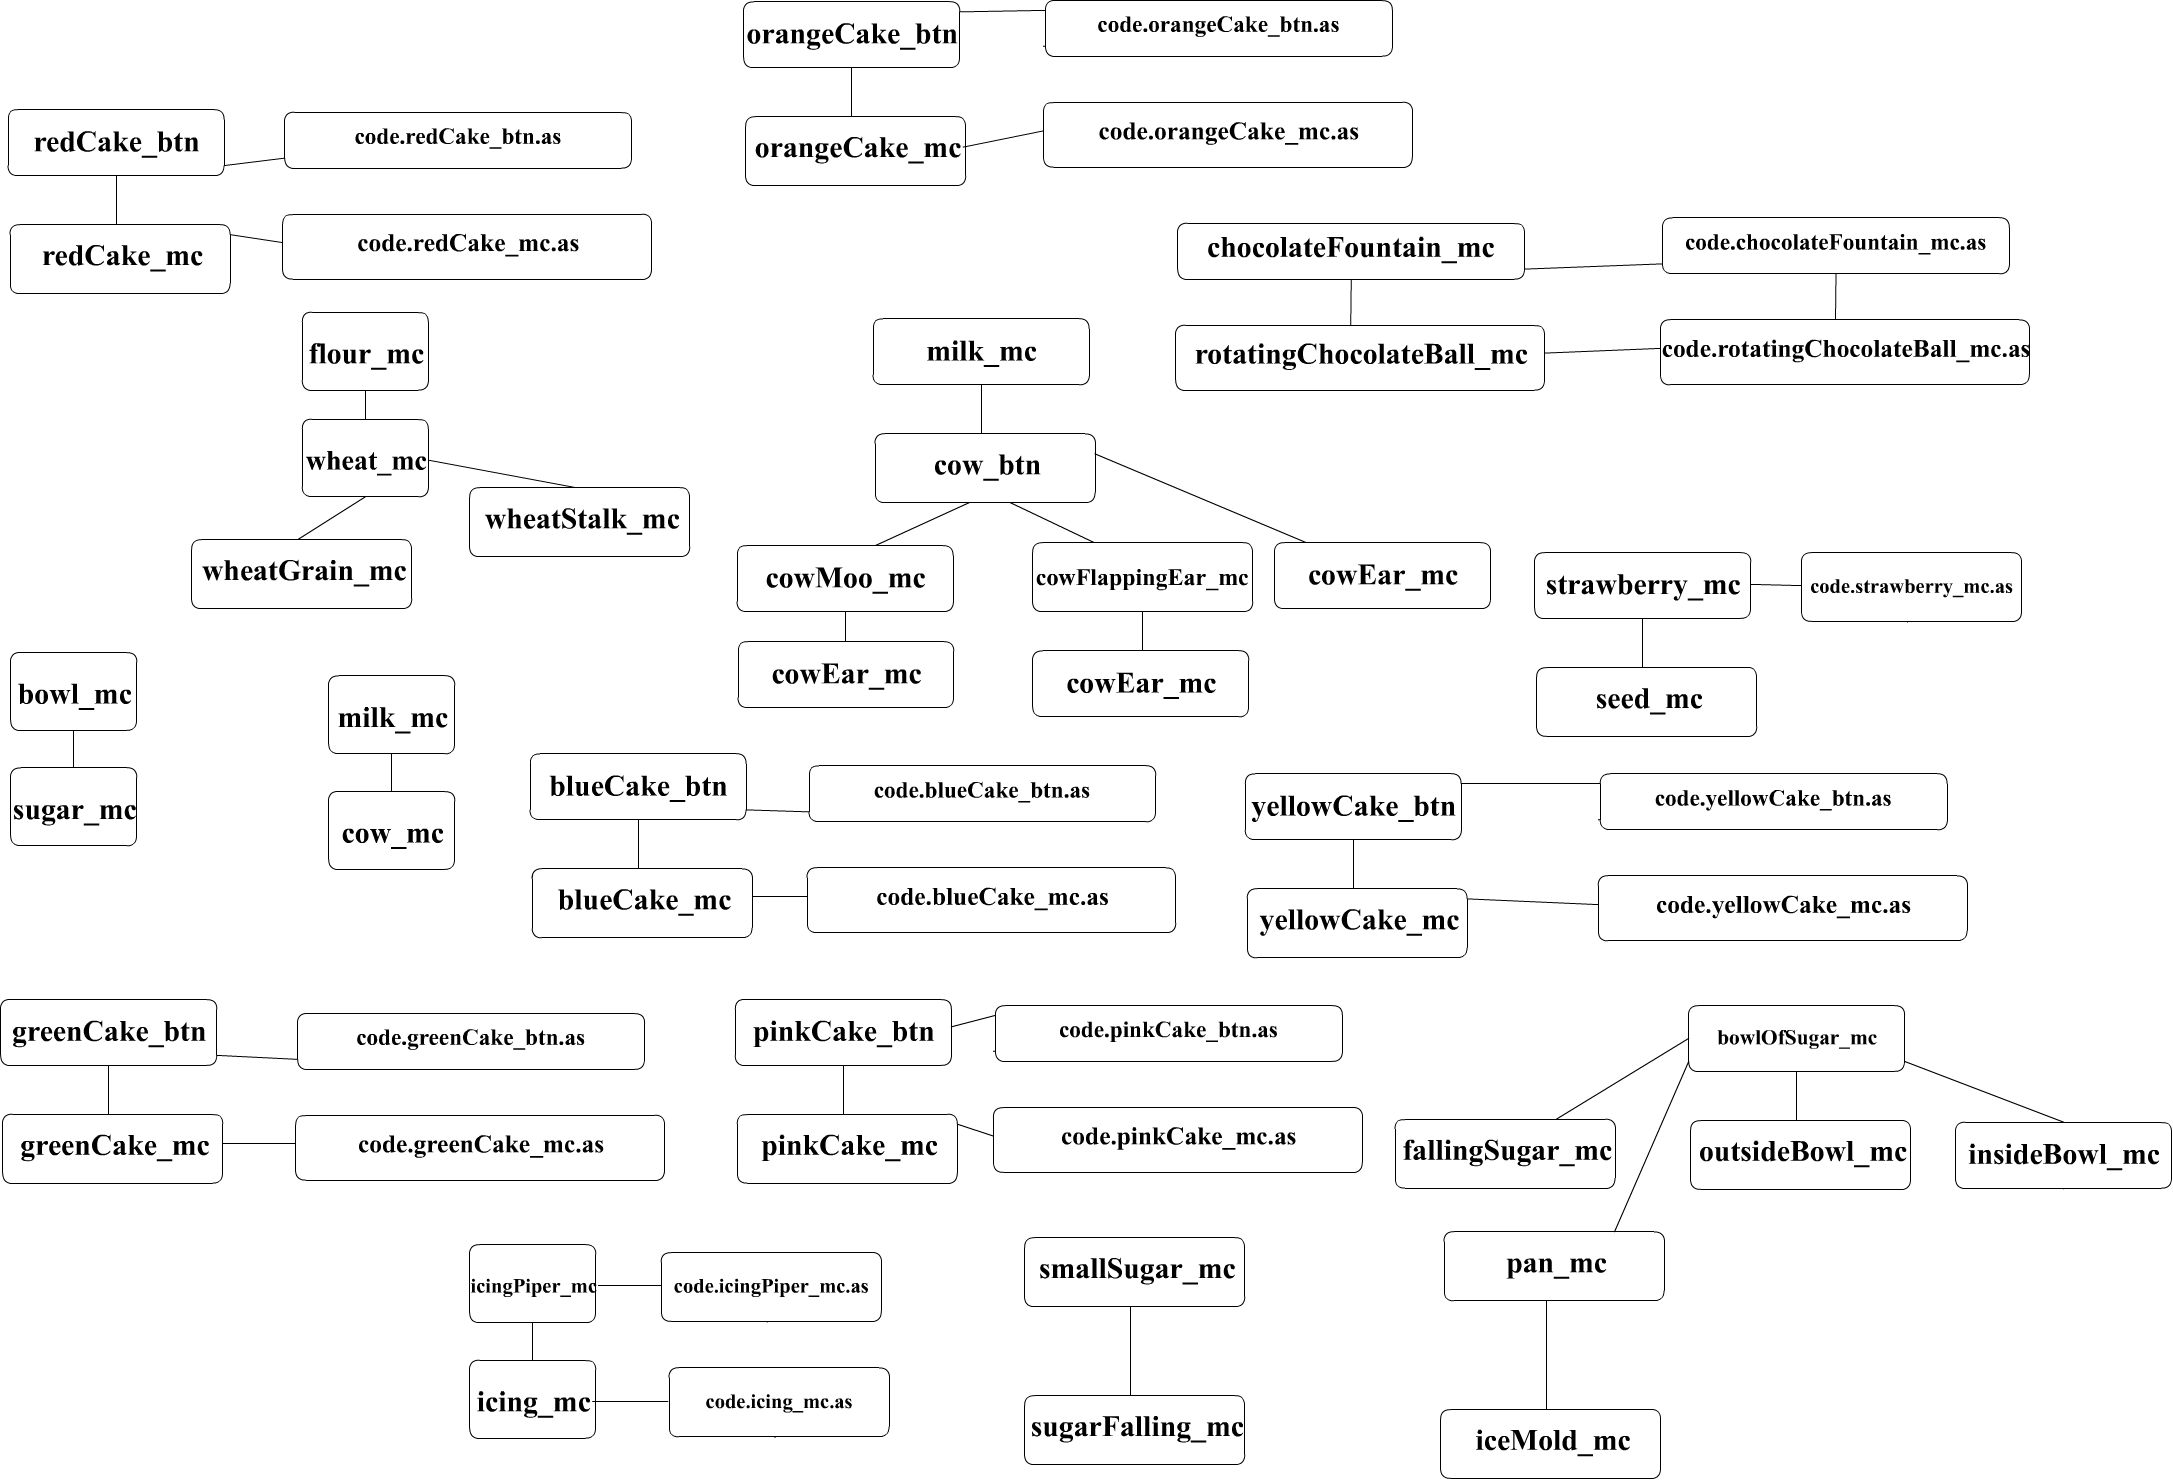 orangeCake_btn
code.orangeCake_btn.as
redCake_btn
code.redCake_btn.as
orangeCake_mc
code.orangeCake_mc.as
redCake_mc
code.redCake_mc.as
chocolateFountain_mc
code.chocolateFountain_mc.as
rotatingChocolateBall_mc
code.rotatingChocolateBall_mc.as
flour_mc
wheat_mc
wheatStalk_mc
wheatGrain_mc
milk_mc
cow_btn
cowMoo_mc
cowFlappingEar_mc
cowEar_mc
cowEar_mc
cowEar_mc
strawberry_mc
code.strawberry_mc.as
seed_mc
bowl_mc
sugar_mc
milk_mc
cow_mc
blueCake_btn
code.blueCake_btn.as
blueCake_mc
code.blueCake_mc.as
yellowCake_btn
code.yellowCake_btn.as
yellowCake_mc
code.yellowCake_mc.as
greenCake_btn
code.greenCake_btn.as
greenCake_mc
code.greenCake_mc.as
pinkCake_btn
code.pinkCake_btn.as
pinkCake_mc
code.pinkCake_mc.as
bowlOfSugar_mc
fallingSugar_mc
outsideBowl_mc
insideBowl_mc
pan_mc
iceMold_mc
icingPiper_mc
code.icingPiper_mc.as
icing_mc
code.icing_mc.as
smallSugar_mc
sugarFalling_mc